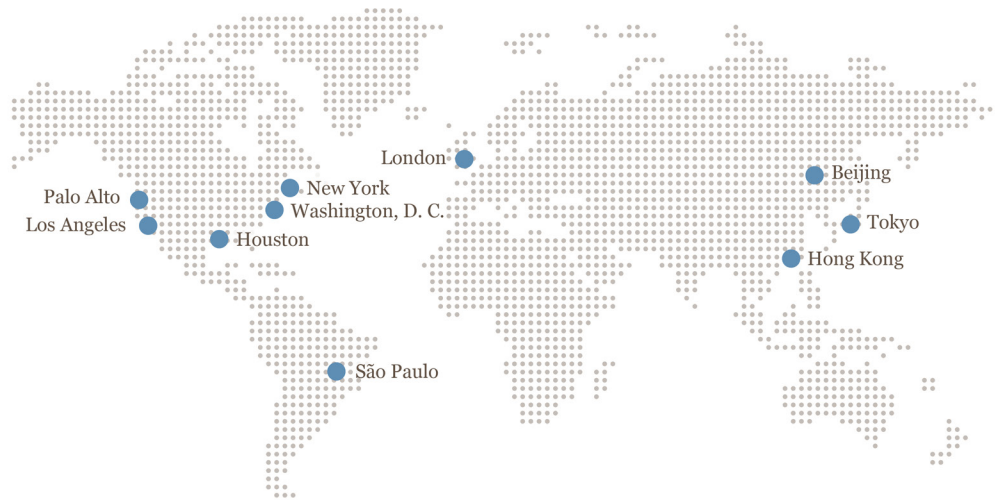 London
Beijing
New York
Palo Alto
Washington, D. C.
Los Angeles
Tokyo
Houston
Hong Kong
São Paulo